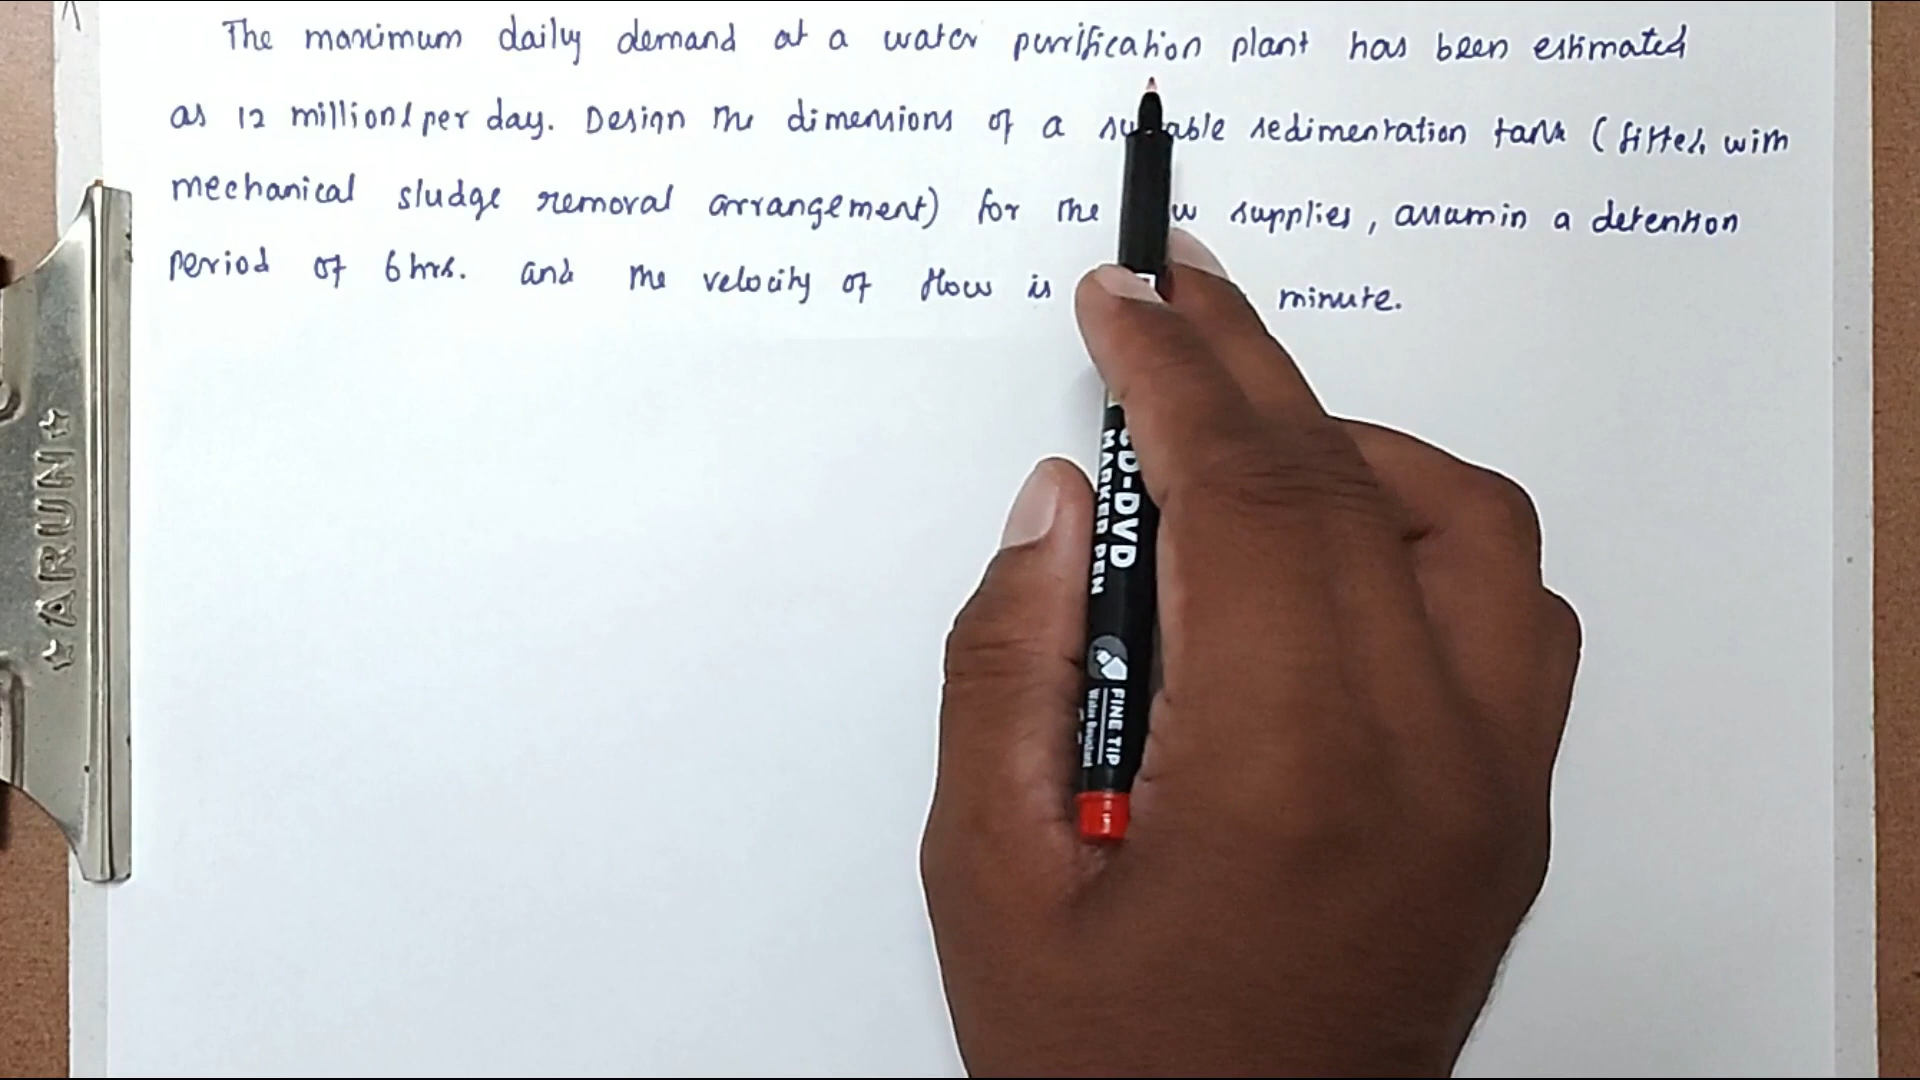 The maximum daily demand at a water purification plant has been estimated
as 12 million l per day. Design the dimensions of a sedimentation tank (fitted with
mechanical sludge removal arrangement) for the supplies, assumin a detention
period of 6 hrs. and the velocity of flow is minute.
ARUN
CD-DVD
MARKER PEN
FINE TIP
Water Resistant